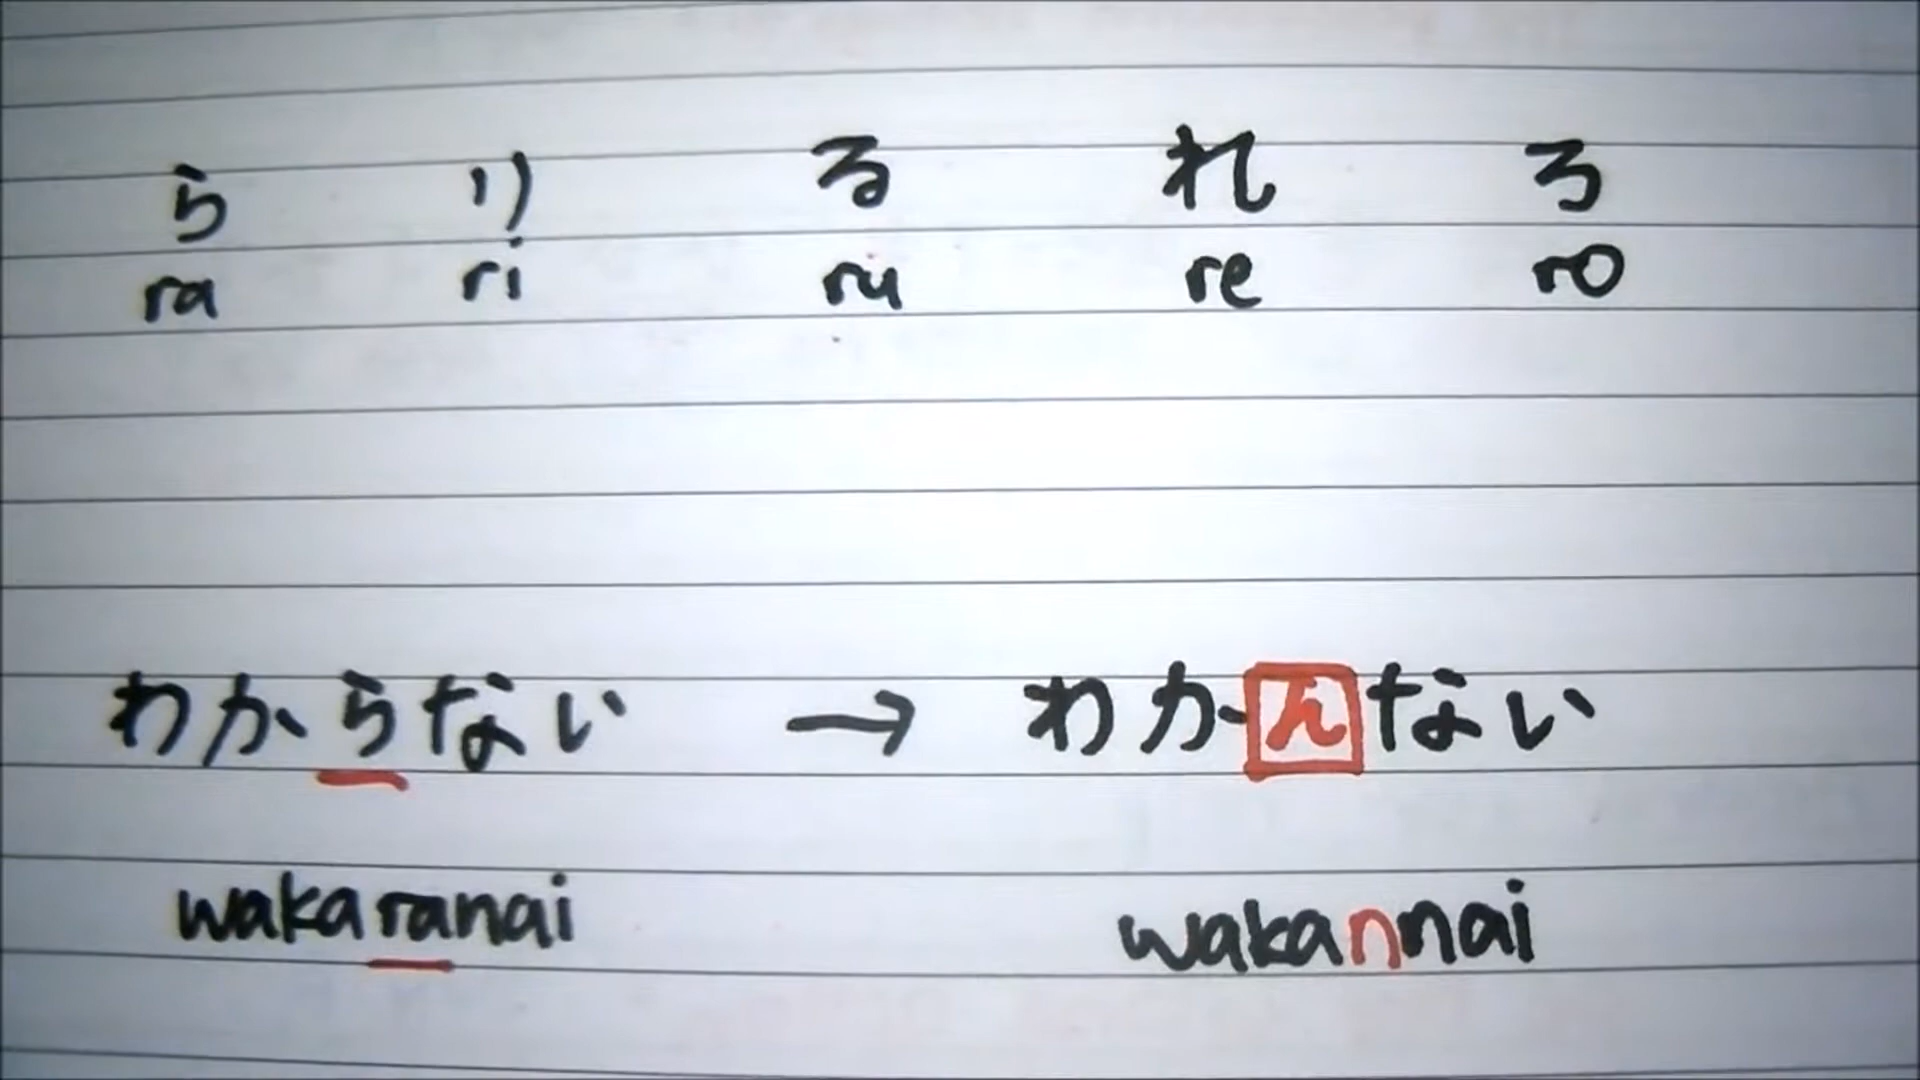 ら り る れ ろ
ra ri ru re ro
わからない → わかんない
wakaranai wakannai